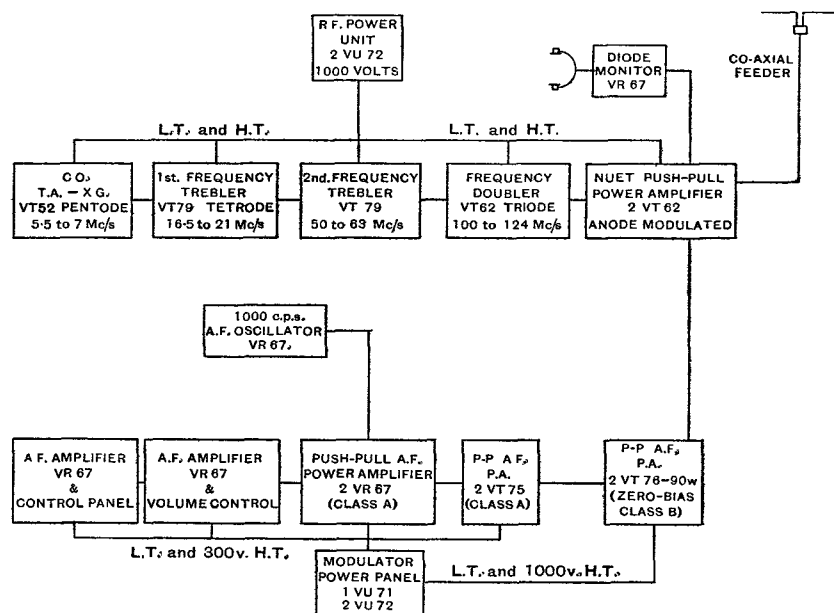 R F. POWER
UNIT
2 VU 72
1000 VOLTS
DIODE
MONITOR
VR 67
CO-AXIAL
FEEDER
L.T. and H.T.
L.T. and H.T.
C O.
T.A. - X G.
VT52 PENTODE
5·5 to 7 Mc/s
1st. FREQUENCY
TREBLER
VT79 TETRODE
16·5 to 21 Mc/s
2nd. FREQUENCY
TREBLER
VT 79
50 to 63 Mc/s
FREQUENCY
DOUBLER
VT62 TRIODE
100 to 124 Mc/s
NUET PUSH-PULL
POWER AMPLIFIER
2 VT 62
ANODE MODULATED
1000 c.p.s.
A.F. OSCILLATOR
VR 67.
A F. AMPLIFIER
VR 67
&
CONTROL PANEL
A.F. AMPLIFIER
VR 67
&
VOLUME CONTROL
PUSH-PULL A.F.
POWER AMPLIFIER
2 VR 67
(CLASS A)
P-P A F.
P.A.
2 VT 75
(CLASS A)
P-P A.F.
P.A.
2 VT 76-90w
(ZERO-BIAS
CLASS B)
L.T. and 300v. H.T.
MODULATOR
POWER PANEL
1 VU 71
2 VU 72
L.T. and 1000v. H.T.